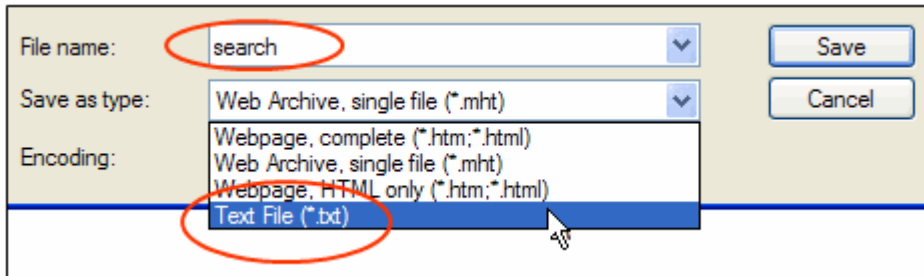 File name: search Save
Save as type: Web Archive, single file (*.mht) Cancel
Webpage, complete (*.htm;*.html)
Encoding: Web Archive, single file (*.mht)
Webpage, HTML only (*.htm;*.html)
Text File (*.txt)